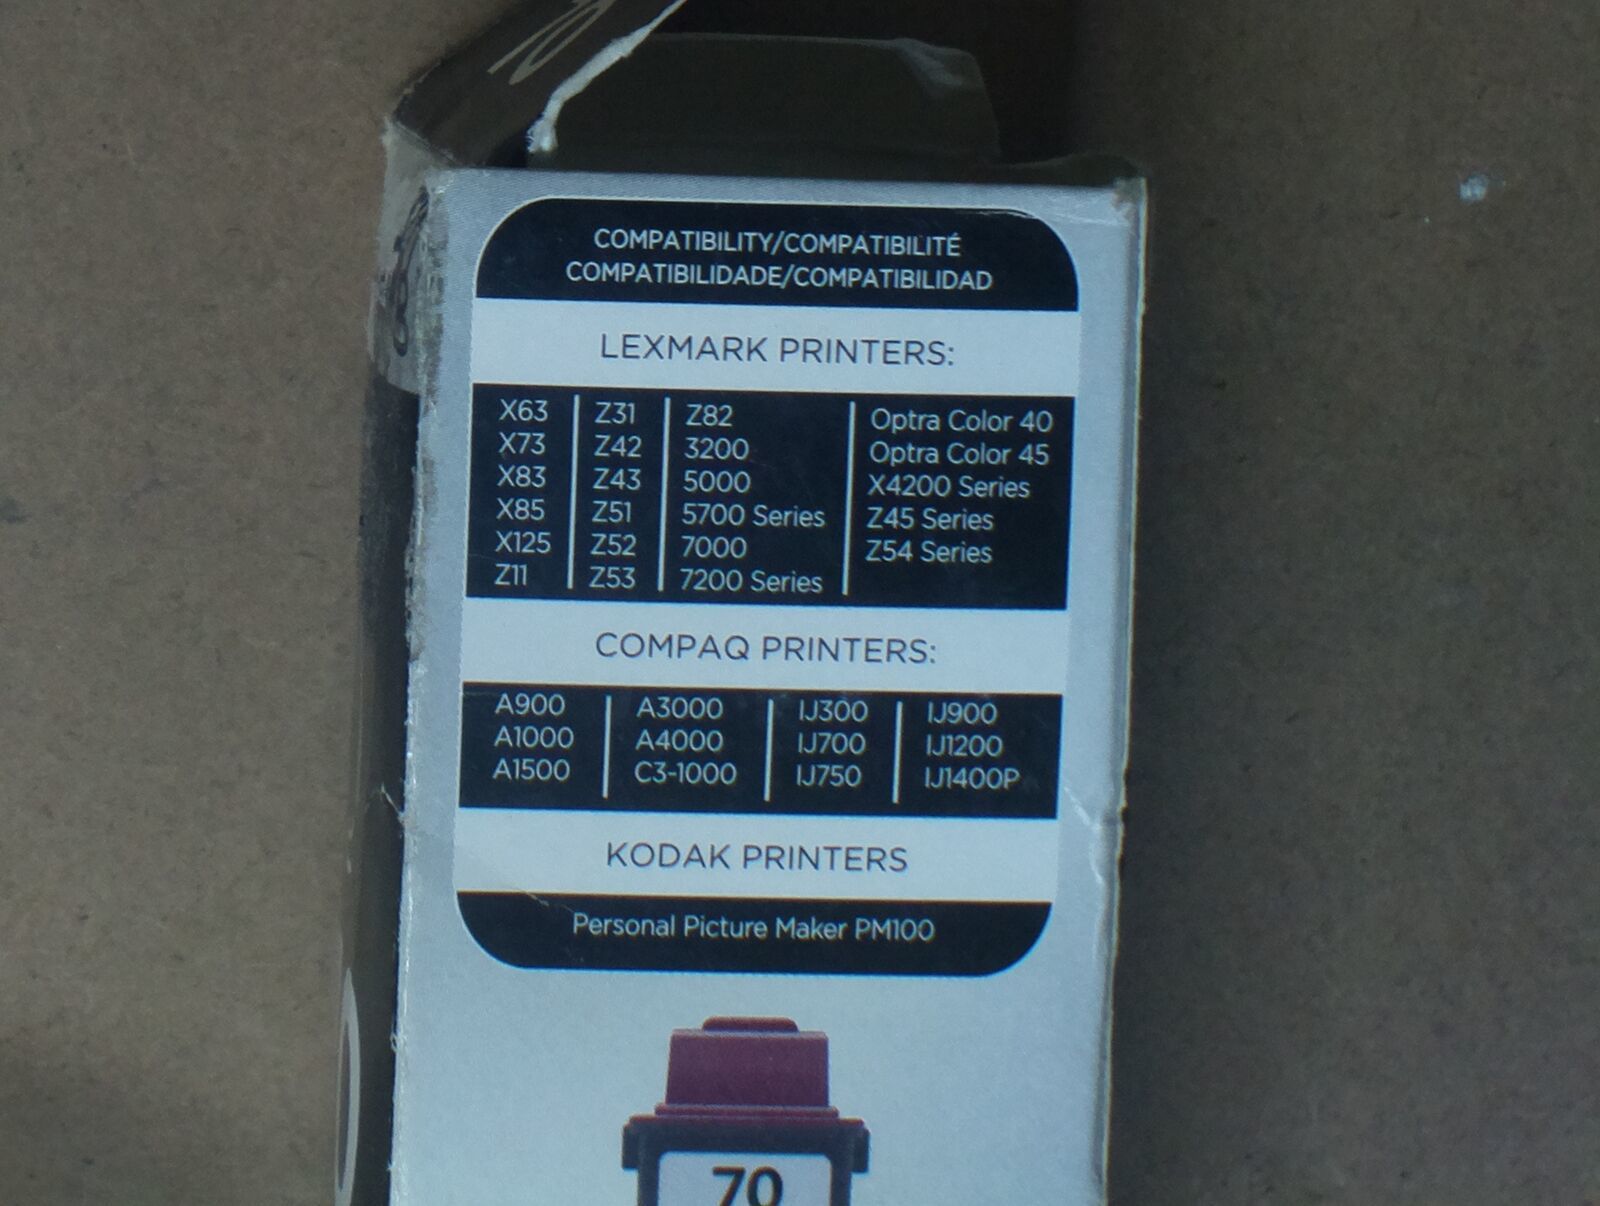 COMPATIBILITY/COMPATIBILITÉ
COMPATIBILIDADE/COMPATIBILIDAD
LEXMARK PRINTERS:
X63 Z31 Z82 Optra Color 40
X73 Z42 3200 Optra Color 45
X83 Z43 5000 X4200 Series
X85 Z51 5700 Series Z45 Series
X125 Z52 7000 Z54 Series
Z11 Z53 7200 Series
COMPAQ PRINTERS:
A900 A3000 IJ300 IJ900
A1000 A4000 IJ700 IJ1200
A1500 C3-1000 IJ750 IJ1400P
KODAK PRINTERS
Personal Picture Maker PM100
70